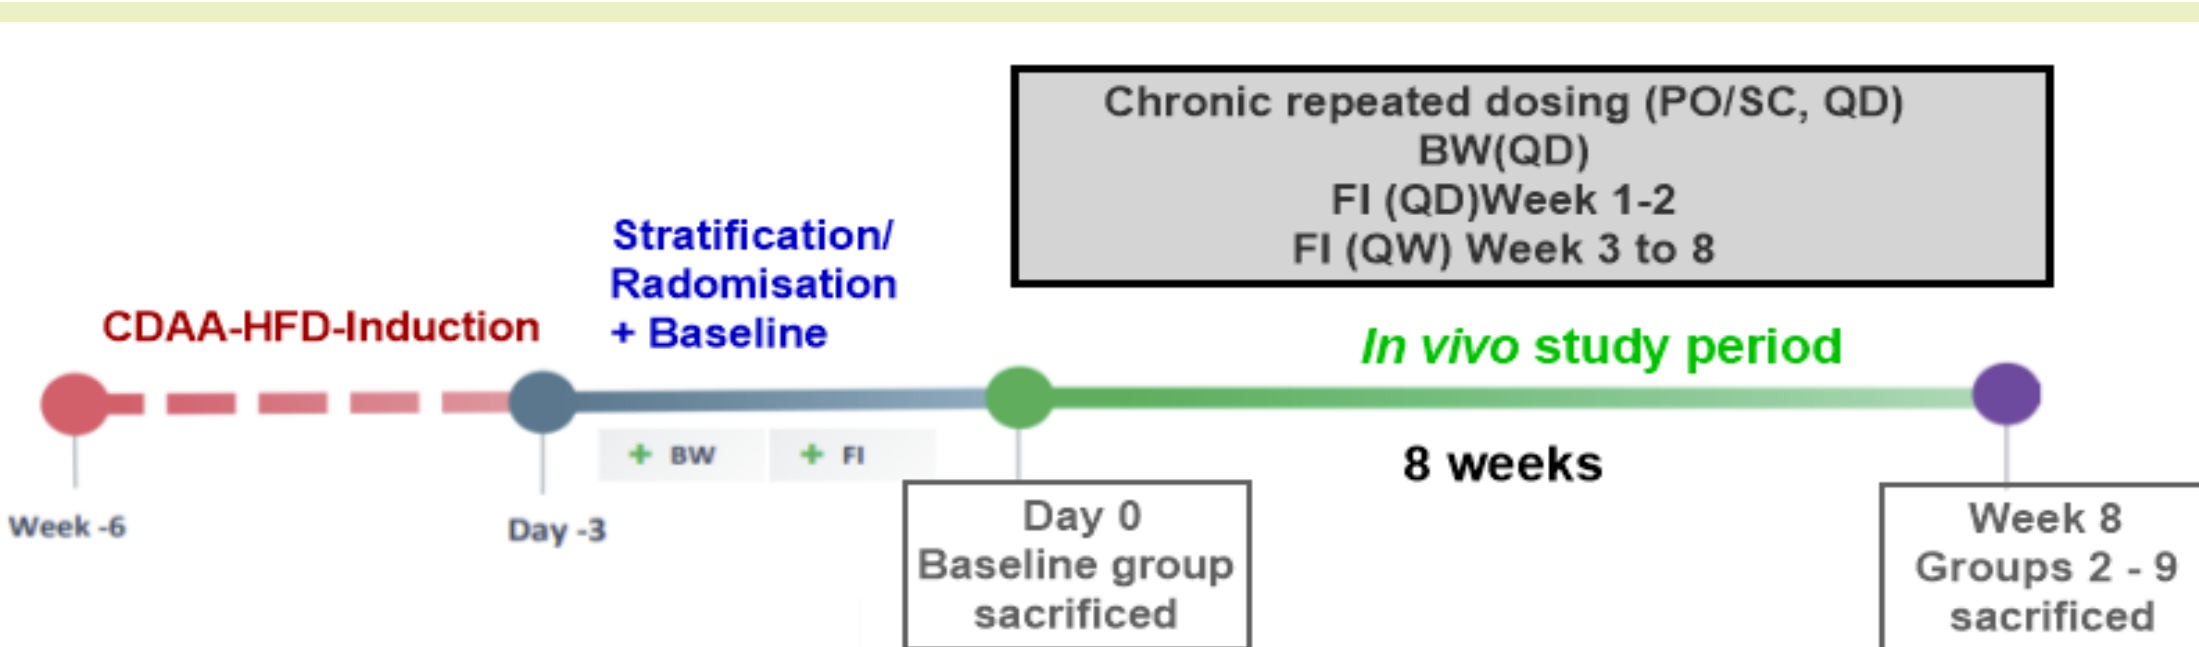 Chronic repeated dosing (PO/SC, QD)
BW(QD)
FI (QD)Week 1-2
FI (QW) Week 3 to 8
Stratification/
Radomisation
+ Baseline
CDAA-HFD-Induction
In vivo study period
+ BW
+ FI
8 weeks
Week -6
Day -3
Day 0
Baseline group
sacrificed
Week 8
Groups 2 - 9
sacrificed